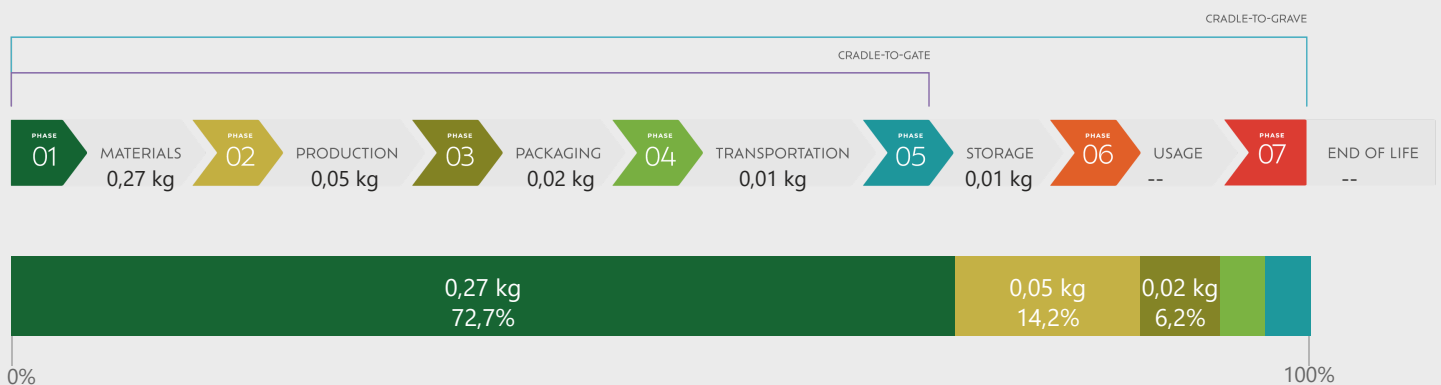 CRADLE-TO-GRAVE
CRADLE-TO-GATE
PHASE
01
MATERIALS
0,27 kg
PHASE
02
PRODUCTION
0,05 kg
PHASE
03
PACKAGING
0,02 kg
PHASE
04
TRANSPORTATION
0,01 kg
PHASE
05
STORAGE
0,01 kg
PHASE
06
USAGE
--
PHASE
07
END OF LIFE
--
0,27 kg
72,7%
0,05 kg
14,2%
0,02 kg
6,2%
0%
100%